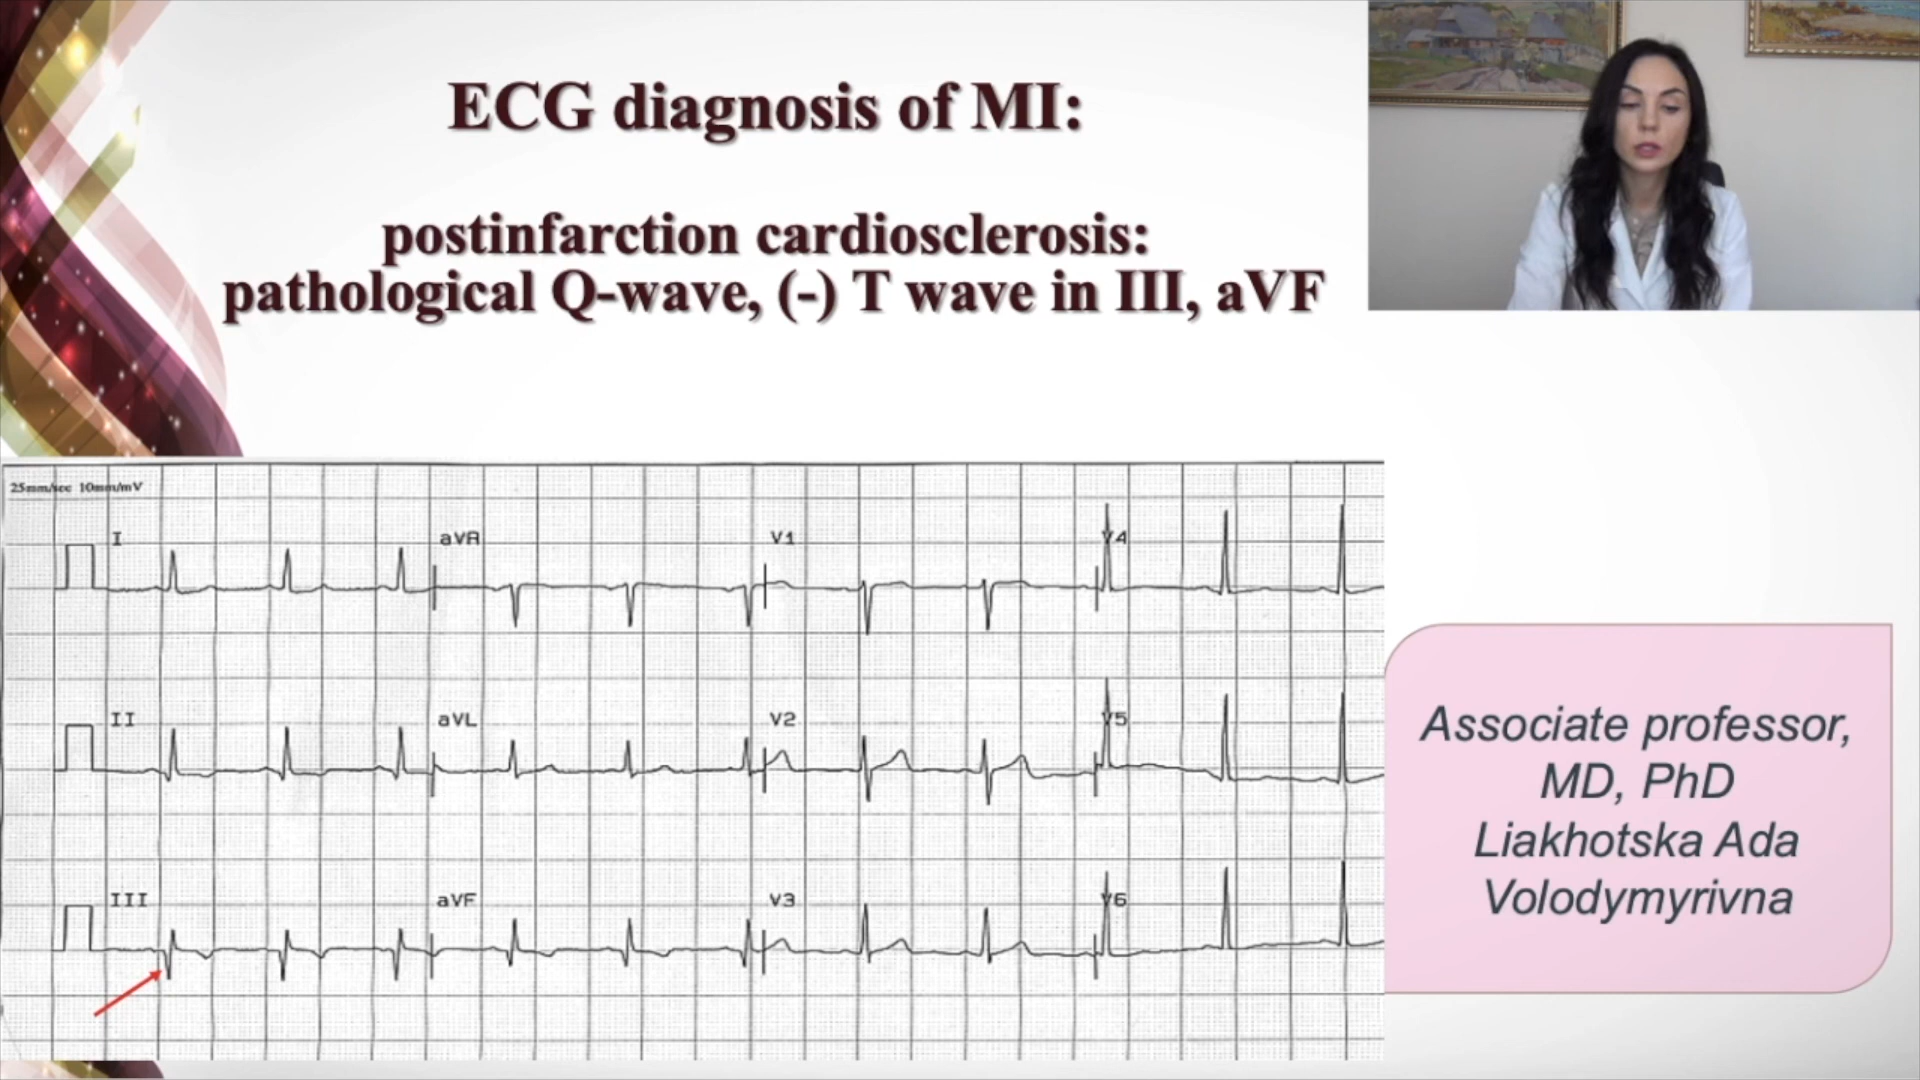 ECG diagnosis of MI:
postinfarction cardiosclerosis:
pathological Q-wave, (-) T wave in III, aVF
25mm/sec 10mm/mV
I aVR V1 V4
II aVL V2 V5
III aVF V3 V6
Associate professor,
MD, PhD
Liakhotska Ada
Volodymyrivna